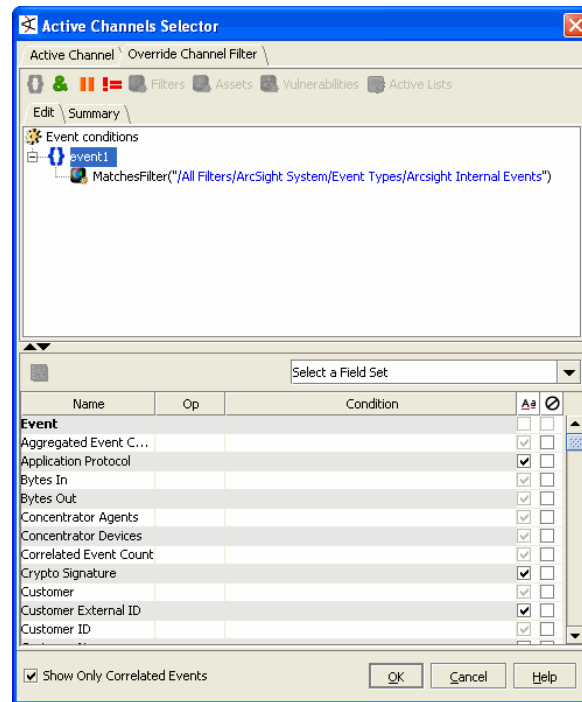 Active Channels Selector
Active Channel Override Channel Filter
& != Filters Assets Vulnerabilities Active Lists
Edit Summary
Event conditions
{} event1
MatchesFilter("/All Filters/ArcSight System/Event Types/Arcsight Internal Events")
Select a Field Set
Name Op Condition Aa
Event
Aggregated Event C...
Application Protocol
Bytes In
Bytes Out
Concentrator Agents
Concentrator Devices
Correlated Event Count
Crypto Signature
Customer
Customer External ID
Customer ID
Show Only Correlated Events OK Cancel Help